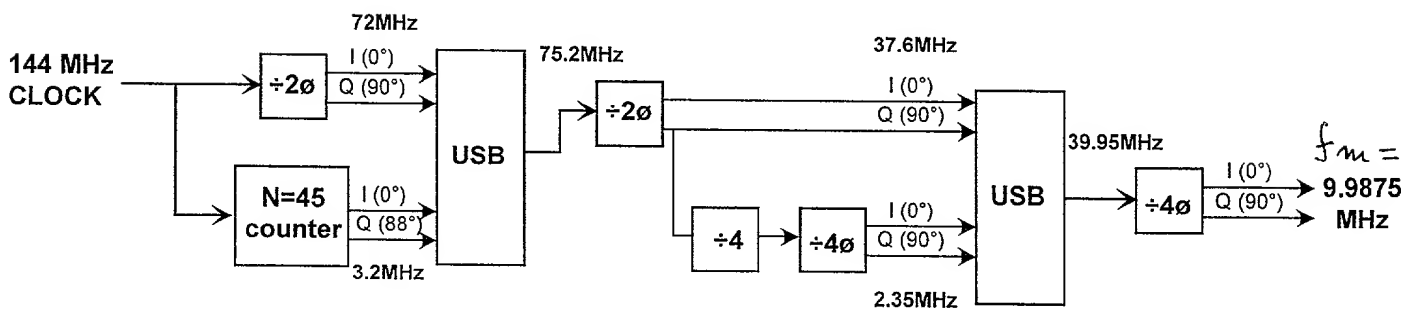 144 MHz
CLOCK
÷2ø
72MHz
I (0°)
Q (90°)
N=45
counter
I (0°)
Q (88°)
3.2MHz
USB
75.2MHz
÷2ø
37.6MHz
I (0°)
Q (90°)
÷4
÷4ø
I (0°)
Q (90°)
2.35MHz
USB
39.95MHz
÷4ø
I (0°)
Q (90°)
fm =
9.9875
MHz